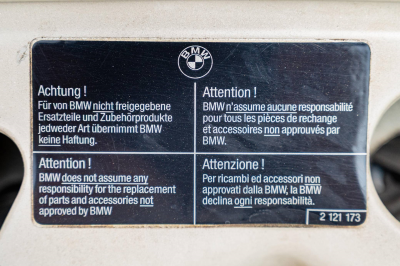 BMW
Achtung !
Für von BMW nicht freigegebene
Ersatzteile und Zubehörprodukte
jedweder Art übernimmt BMW
keine Haftung.
Attention !
BMW n'assume aucune responsabilité
pour tous les pièces de rechange
et accessoires non approuvés par
BMW.
Attention !
BMW does not assume any
responsibility for the replacement
of parts and accessories not
approved by BMW
Attenzione !
Per ricambi ed accessori non
approvati dalla BMW, la BMW
declina ogni responsabilità.
2 121 173